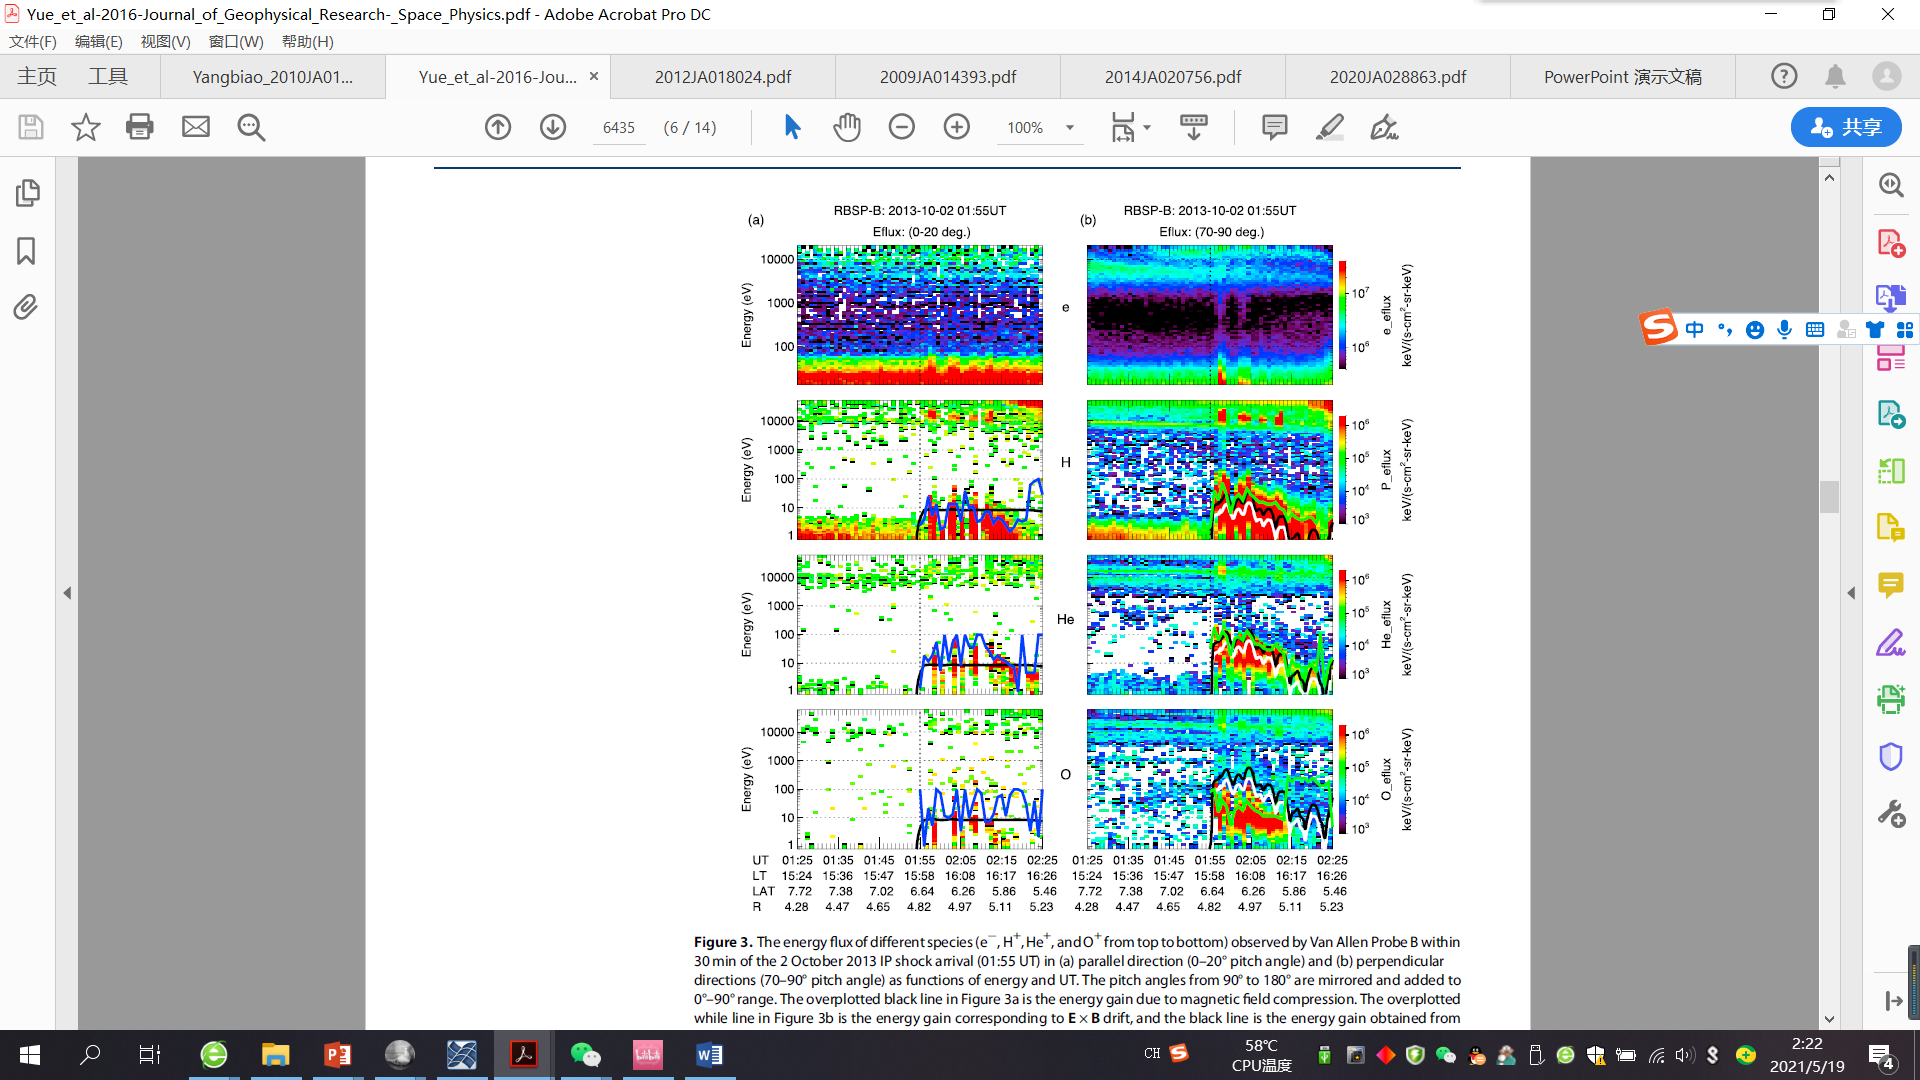 Yue_et_al-2016-Journal_of_Geophysical_Research-_Space_Physics.pdf - Adobe Acrobat Pro DC
文件(F) 编辑(E) 视图(V) 窗口(W) 帮助(H)
主页 工具 Yangbiao_2010JA01... Yue_et_al-2016-Jou... × 2012JA018024.pdf 2009JA014393.pdf 2014JA020756.pdf 2020JA028863.pdf PowerPoint 演示文稿
6435 (6 / 14) 100% 共享
中
(a) RBSP-B: 2013-10-02 01:55UT
Eflux: (0-20 deg.)
(b) RBSP-B: 2013-10-02 01:55UT
Eflux: (70-90 deg.)
Energy (eV)
10000
1000
100
e
10⁷
10⁶
e_eflux
keV/(s-cm²-sr-keV)
Energy (eV)
10000
1000
100
10
1
H
10⁶
10⁵
10⁴
10³
P_eflux
keV/(s-cm²-sr-keV)
Energy (eV)
10000
1000
100
10
1
He
10⁶
10⁵
10⁴
10³
He_eflux
keV/(s-cm²-sr-keV)
Energy (eV)
10000
1000
100
10
1
O
10⁶
10⁵
10⁴
10³
O_eflux
keV/(s-cm²-sr-keV)
UT 01:25 01:35 01:45 01:55 02:05 02:15 02:25 01:25 01:35 01:45 01:55 02:05 02:15 02:25
LT 15:24 15:36 15:47 15:58 16:08 16:17 16:26 15:24 15:36 15:47 15:58 16:08 16:17 16:26
LAT 7.72 7.38 7.02 6.64 6.26 5.86 5.46 7.72 7.38 7.02 6.64 6.26 5.86 5.46
R 4.28 4.47 4.65 4.82 4.97 5.11 5.23 4.28 4.47 4.65 4.82 4.97 5.11 5.23
Figure 3. The energy flux of different species (e⁻, H⁺, He⁺, and O⁺ from top to bottom) observed by Van Allen Probe B within
30 min of the 2 October 2013 IP shock arrival (01:55 UT) in (a) parallel direction (0–20° pitch angle) and (b) perpendicular
directions (70–90° pitch angle) as functions of energy and UT. The pitch angles from 90° to 180° are mirrored and added to
0°–90° range. The overplotted black line in Figure 3a is the energy gain due to magnetic field compression. The overplotted
while line in Figure 3b is the energy gain corresponding to E × B drift, and the black line is the energy gain obtained from
CH
58℃
CPU温度
2:22
2021/5/19
4